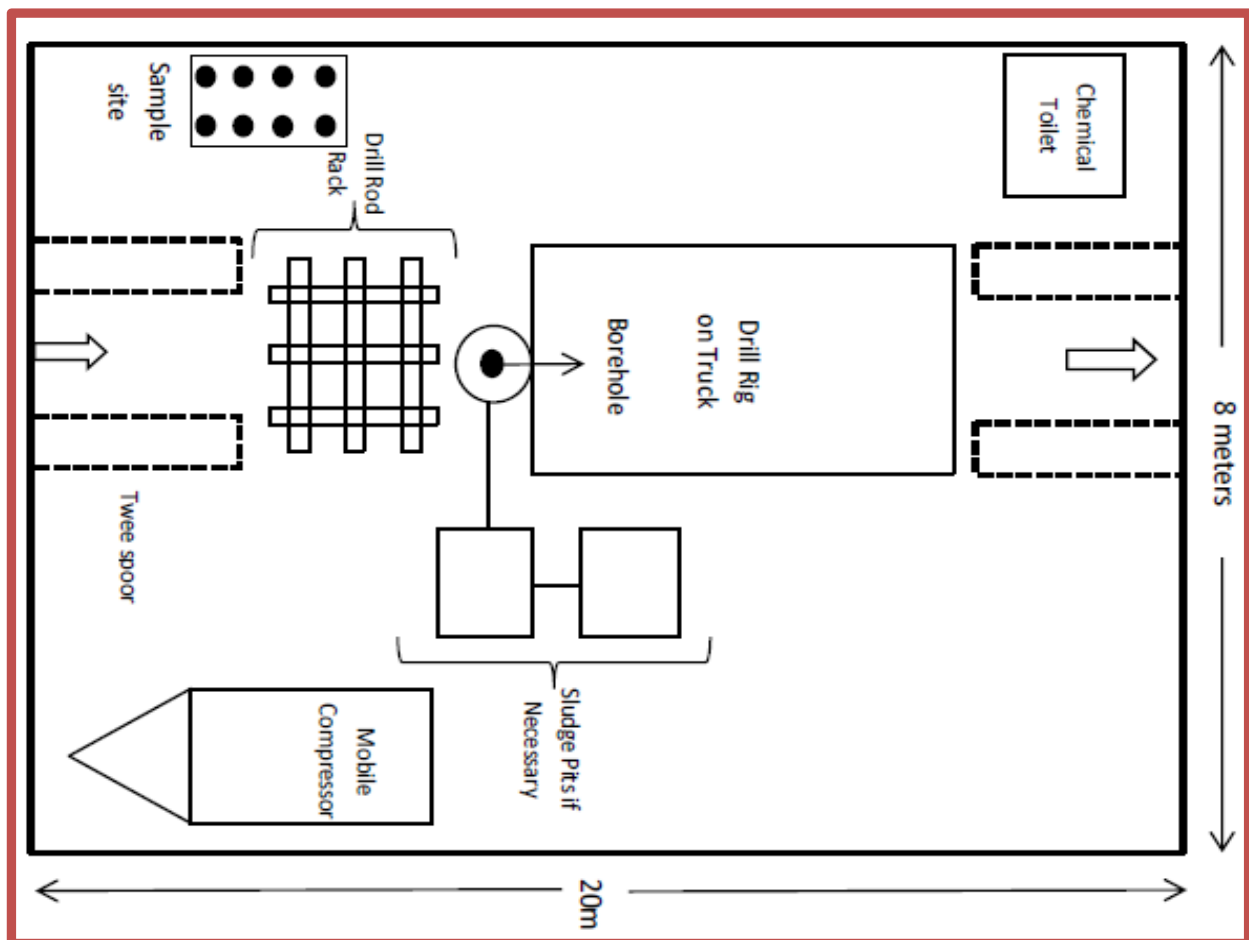 Chemical
Toilet
8 meters
Drill Rig
on Truck
Borehole
Drill Rod
Rack
Sample
site
Twee spoor
Sludge Pits if
Necessary
Mobile
Compressor
20m